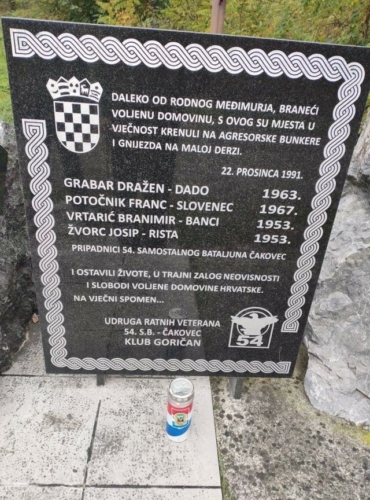 DALEKO OD RODNOG MEĐIMURJA, BRANEĆI
VOLJENU DOMOVINU, S OVOG SU MJESTA U
VJEČNOST KRENULI NA AGRESORSKE BUNKERE
I GNIJEZDA NA MALOJ DERZI.
22. PROSINCA 1991.
GRABAR DRAŽEN - DADO 1963.
POTOČNIK FRANC - SLOVENEC 1967.
VRTARIĆ BRANIMIR - BANCI 1953.
ŽVORC JOSIP - RISTA 1953.
PRIPADNICI 54. SAMOSTALNOG BATALJUNA ČAKOVEC
I OSTAVILI ŽIVOTE, U TRAJNI ZALOG NEOVISNOSTI
I SLOBODI VOLJENE DOMOVINE HRVATSKE.
NA VJEČNI SPOMEN...
UDRUGA RATNIH VETERANA
54. S.B. - ČAKOVEC
KLUB GORIČAN
54